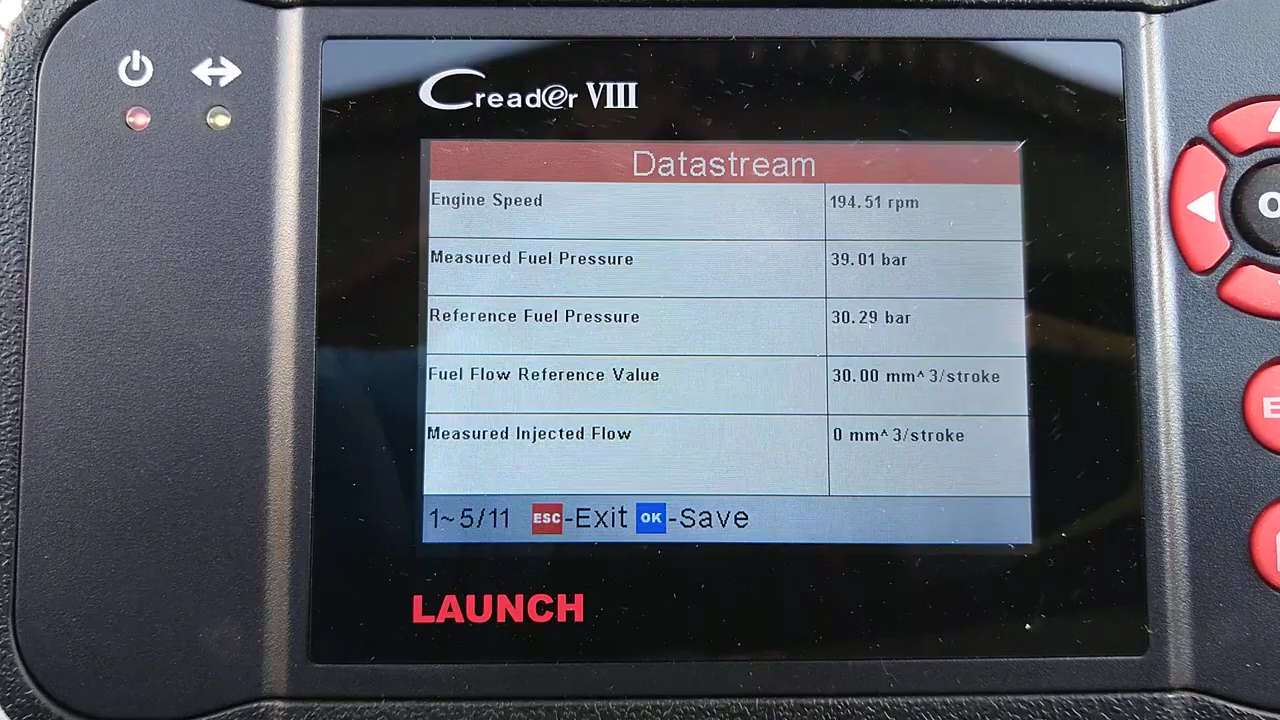 Creader VIII
Datastream
Engine Speed 194.51 rpm
Measured Fuel Pressure 39.01 bar
Reference Fuel Pressure 30.29 bar
Fuel Flow Reference Value 30.00 mm^3/stroke
Measured Injected Flow 0 mm^3/stroke
1~5/11 ESC-Exit OK-Save
LAUNCH